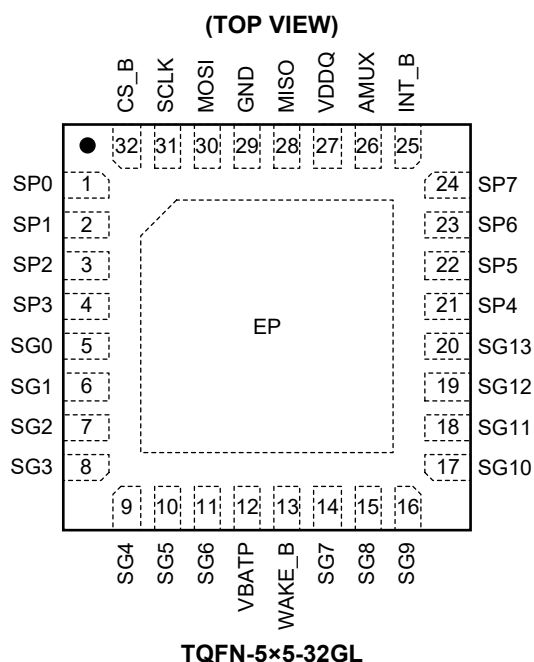 (TOP VIEW)
CS_B SCLK MOSI GND MISO VDDQ AMUX INT_B
32 31 30 29 28 27 26 25
SP0 1 24 SP7
SP1 2 23 SP6
SP2 3 22 SP5
SP3 4 21 SP4
EP
SG0 5 20 SG13
SG1 6 19 SG12
SG2 7 18 SG11
SG3 8 17 SG10
9 10 11 12 13 14 15 16
SG4 SG5 SG6 VBATP WAKE_B SG7 SG8 SG9
TQFN-5×5-32GL